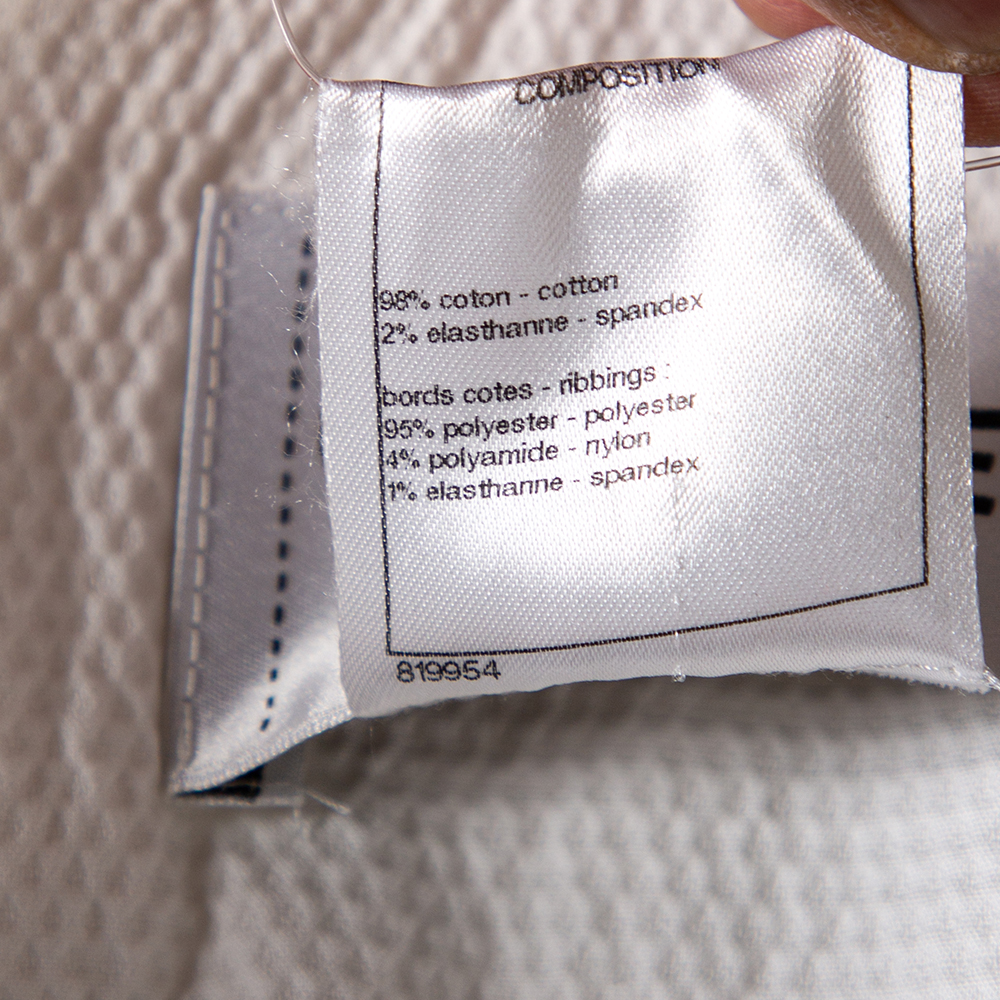 COMPOSITION
98% coton - cotton
2% elasthanne - spandex
bords cotes - ribbings :
95% polyester - polyester
4% polyamide - nylon
1% elasthanne - spandex
819954